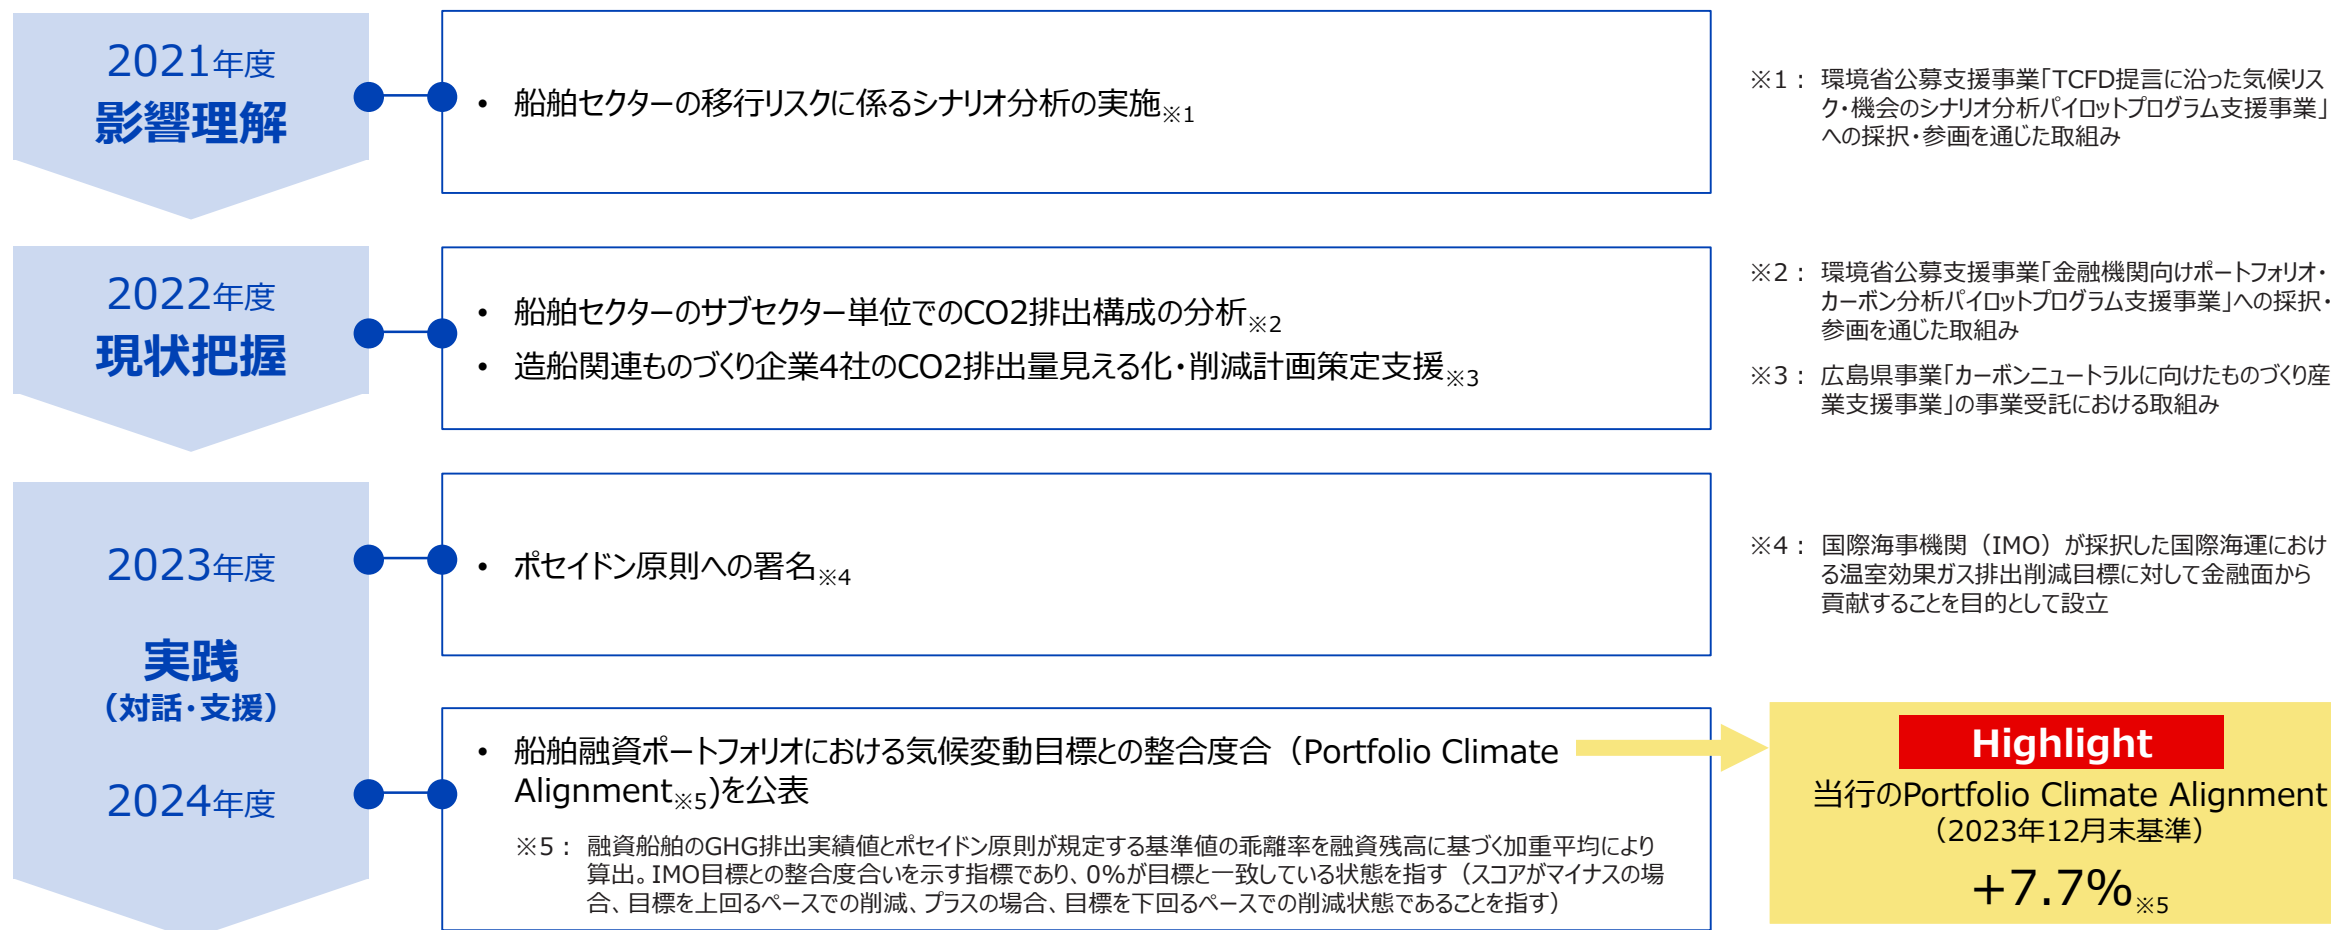 2021年度
影響理解
• 船舶セクターの移行リスクに係るシナリオ分析の実施※1
※1： 環境省公募支援事業「TCFD提言に沿った気候リス
ク・機会のシナリオ分析パイロットプログラム支援事業」
への採択・参画を通じた取組み
2022年度
現状把握
• 船舶セクターのサブセクター単位でのCO2排出構成の分析※2
• 造船関連ものづくり企業4社のCO2排出量見える化・削減計画策定支援※3
※2： 環境省公募支援事業「金融機関向けポートフォリオ・
カーボン分析パイロットプログラム支援事業」への採択・
参画を通じた取組み
※3： 広島県事業「カーボンニュートラルに向けたものづくり産
業支援事業」の事業受託における取組み
2023年度
実践
（対話・支援）
2024年度
• ポセイドン原則への署名※4
※4： 国際海事機関（IMO）が採択した国際海運におけ
る温室効果ガス排出削減目標に対して金融面から
貢献することを目的として設立
• 船舶融資ポートフォリオにおける気候変動目標との整合度合（Portfolio Climate
Alignment※5)を公表
※5： 融資船舶のGHG排出実績値とポセイドン原則が規定する基準値の乖離率を融資残高に基づく加重平均により
算出。IMO目標との整合度合いを示す指標であり、0%が目標と一致している状態を指す（スコアがマイナスの場
合、目標を上回るペースでの削減、プラスの場合、目標を下回るペースでの削減状態であることを指す）
Highlight
当行のPortfolio Climate Alignment
（2023年12月末基準）
+7.7%※5